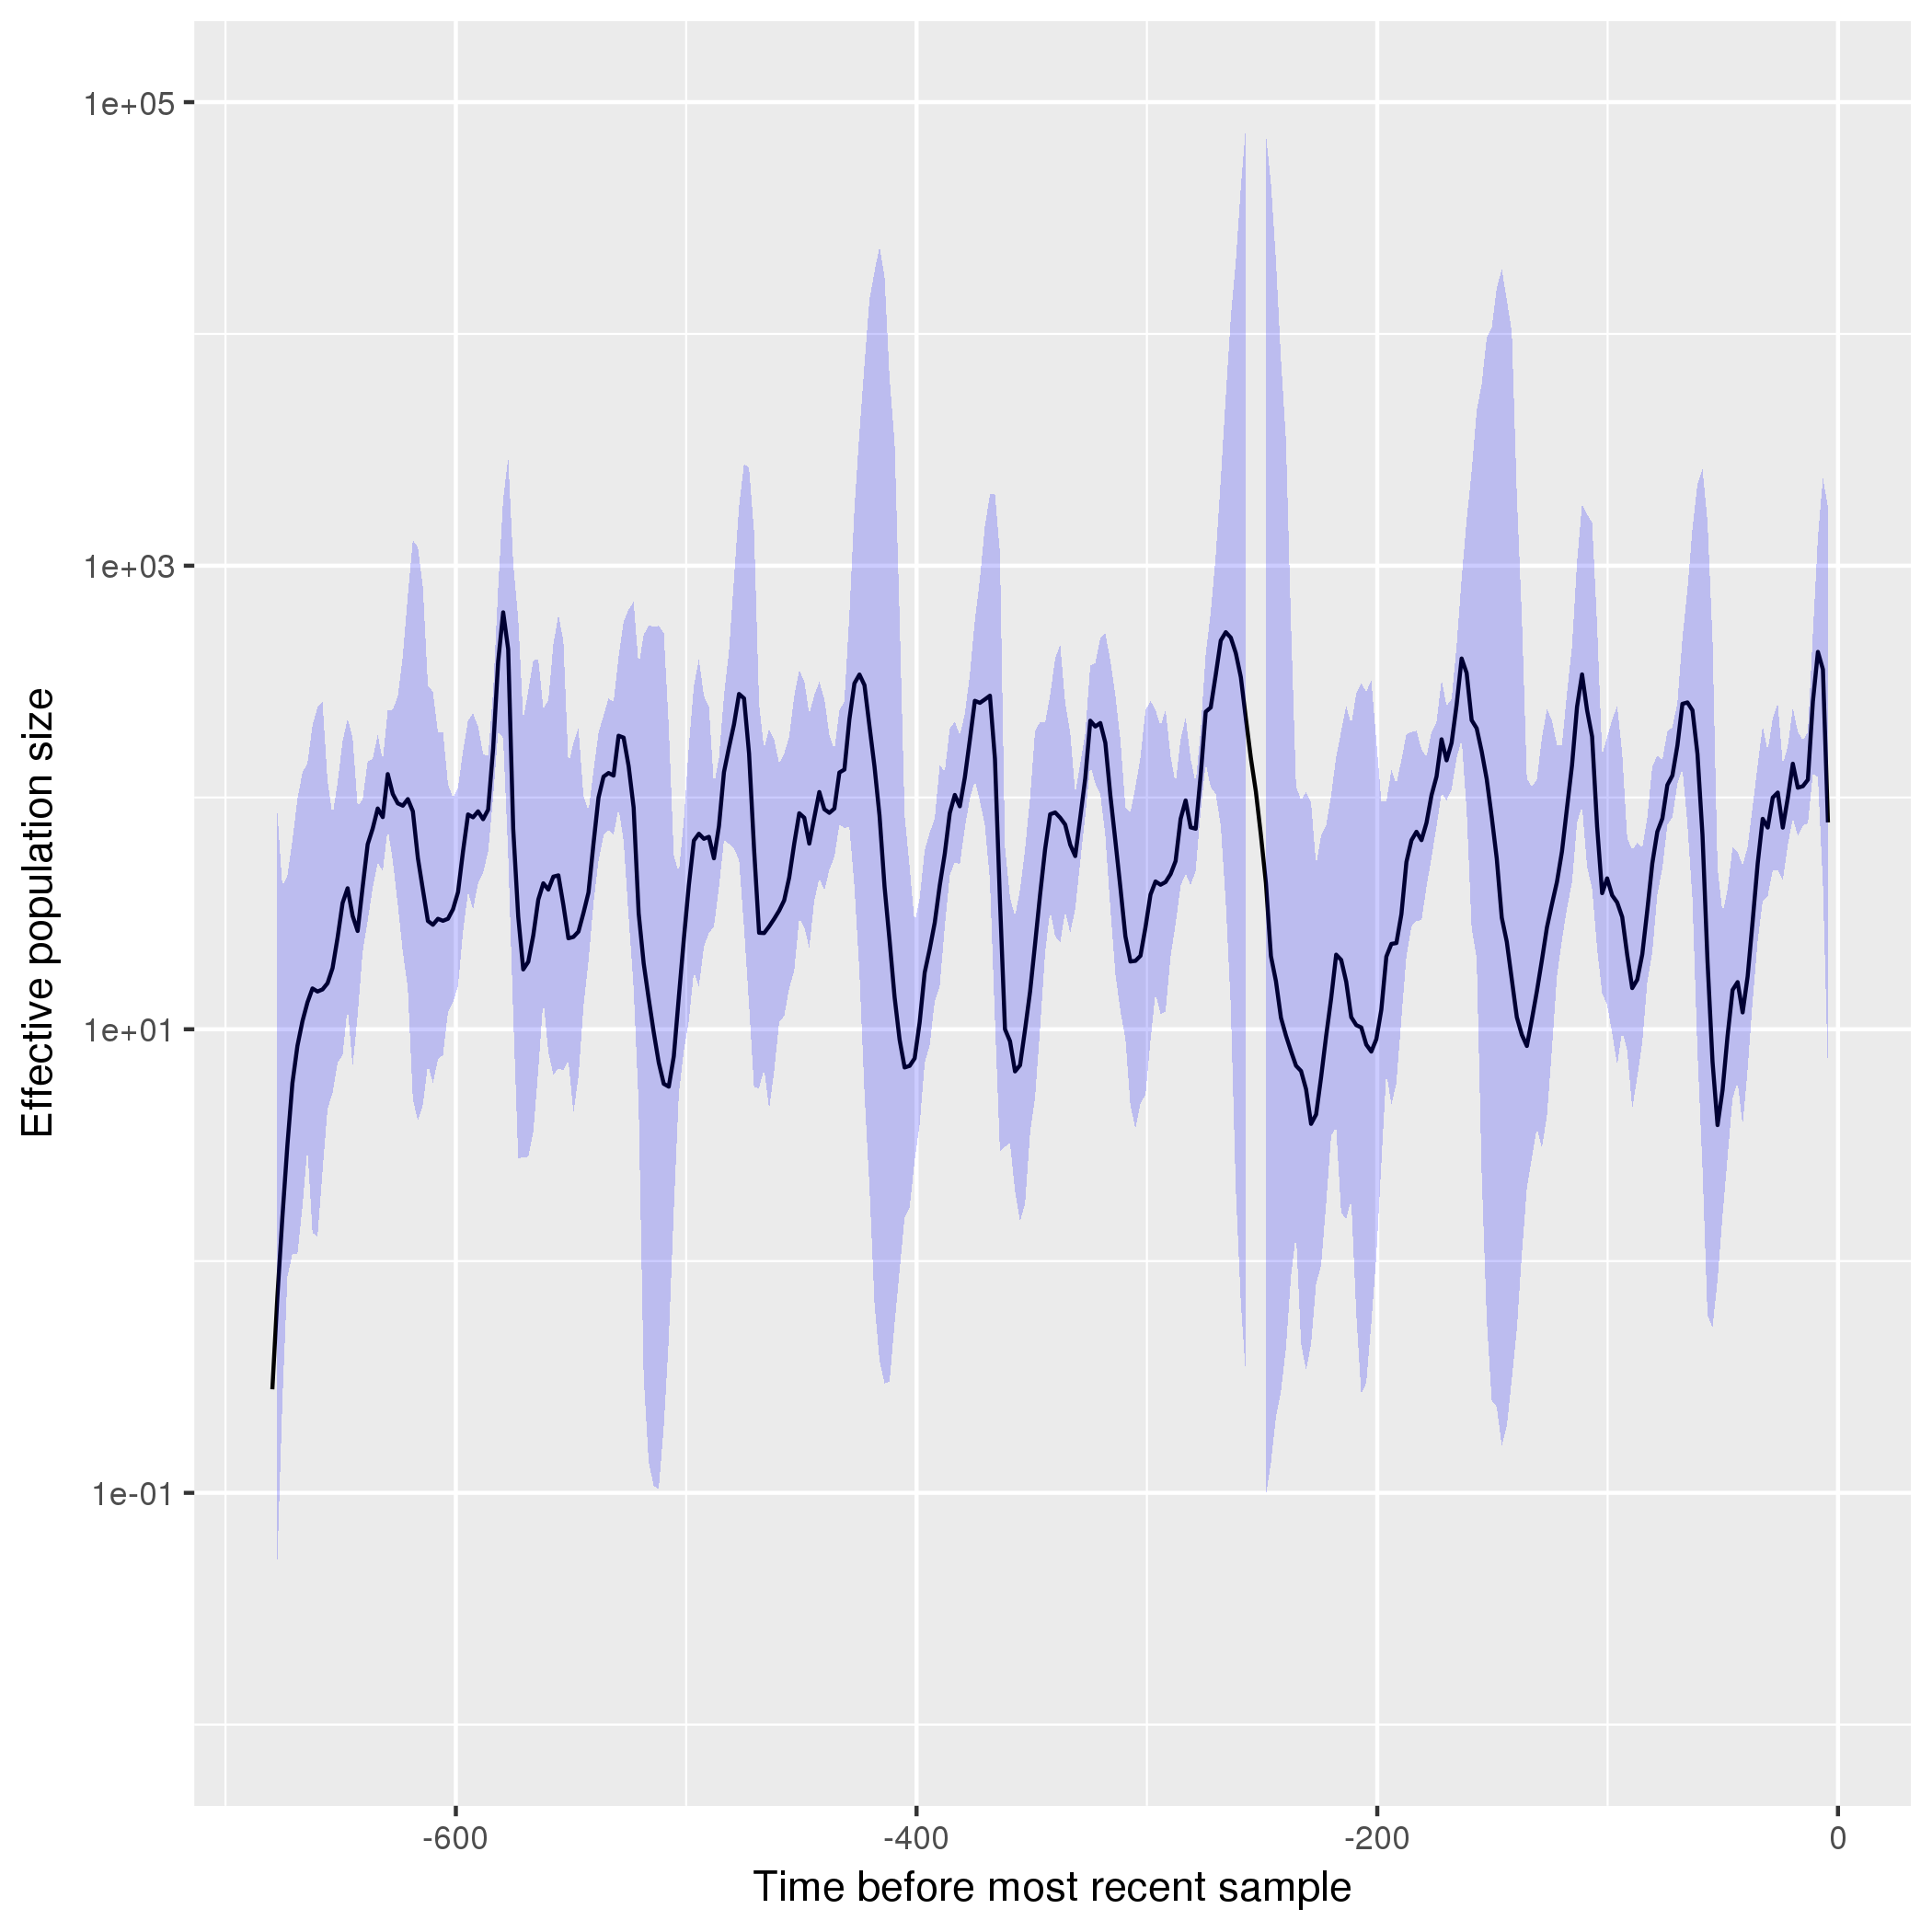 Effective population size
1e+05
1e+03
1e+01
1e-01
-600
-400
-200
0
Time before most recent sample